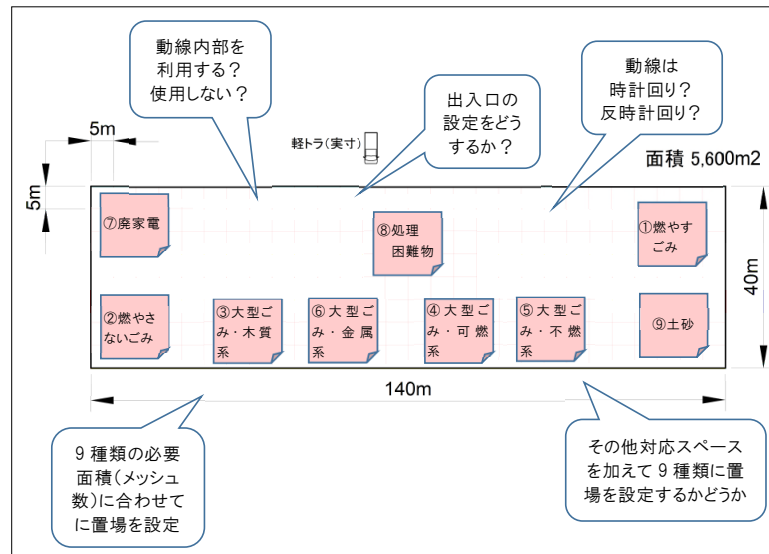 動線内部を
利用する？
使用しない？
出入口の
設定をどう
するか？
動線は
時計回り？
反時計回り？
5m
軽トラ(実寸)
面積 5,600m2
5m
⑦廃家電
⑧処理
困難物
①燃やす
ごみ
40m
②燃やさ
ないごみ
③大型ご
み・木質
系
⑥大型ご
み・金属
系
④大型ご
み・可燃
系
⑤大型ご
み・不燃
系
⑨土砂
140m
９種類の必要
面積（メッシュ
数）に合わせて
に置場を設定
その他対応スペース
を加えて９種類に置
場を設定するかどうか